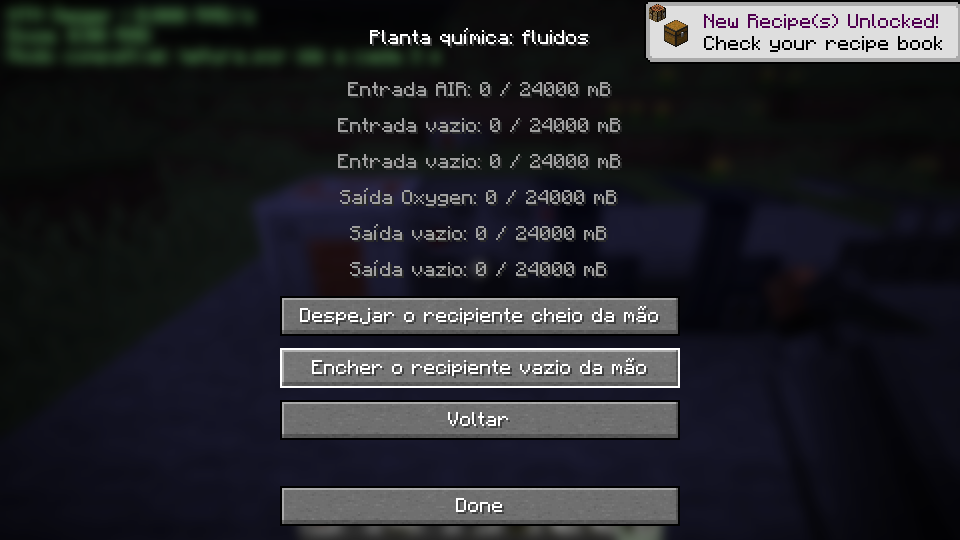 New Recipe(s) Unlocked!
Check your recipe book
Planta química: fluidos
Entrada AIR: 0 / 24000 mB
Entrada vazio: 0 / 24000 mB
Entrada vazio: 0 / 24000 mB
Saída Oxygen: 0 / 24000 mB
Saída vazio: 0 / 24000 mB
Saída vazio: 0 / 24000 mB
Despejar o recipiente cheio da mão
Encher o recipiente vazio da mão
Voltar
Done